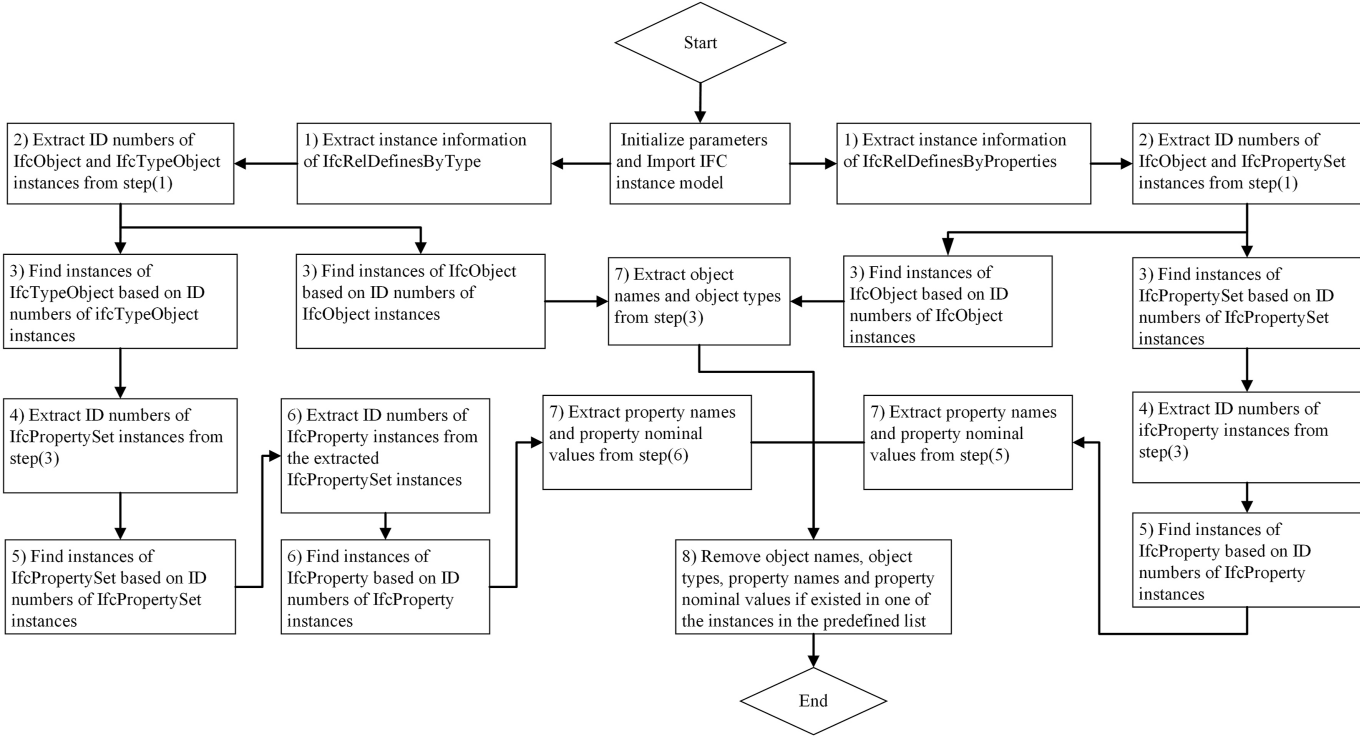 Start
2) Extract ID numbers of
IfcObject and IfcTypeObject
instances from step(1)
1) Extract instance information
of IfcRelDefinesByType
Initialize parameters
and Import IFC
instance model
1) Extract instance information
of IfcRelDefinesByProperties
2) Extract ID numbers of
IfcObject and IfcPropertySet
instances from step(1)
3) Find instances of
IfcTypeObject based on ID
numbers of ifcTypeObject
instances
3) Find instances of IfcObject
based on ID numbers of
IfcObject instances
7) Extract object
names and object types
from step(3)
3) Find instances of
IfcObject based on ID
numbers of IfcObject
instances
3) Find instances of
IfcPropertySet based on ID
numbers of IfcPropertySet
instances
4) Extract ID numbers of
IfcPropertySet instances from
step(3)
6) Extract ID numbers of
IfcProperty instances from
the extracted
IfcPropertySet instances
7) Extract property names
and property nominal
values from step(6)
7) Extract property names
and property nominal
values from step(5)
4) Extract ID numbers of
ifcProperty instances from
step(3)
5) Find instances of
IfcPropertySet based on ID
numbers of IfcPropertySet
instances
6) Find instances of
IfcProperty based on ID
numbers of IfcProperty
instances
8) Remove object names, object
types, property names and property
nominal values if existed in one of
the instances in the predefined list
5) Find instances of
IfcProperty based on ID
numbers of IfcProperty
instances
End